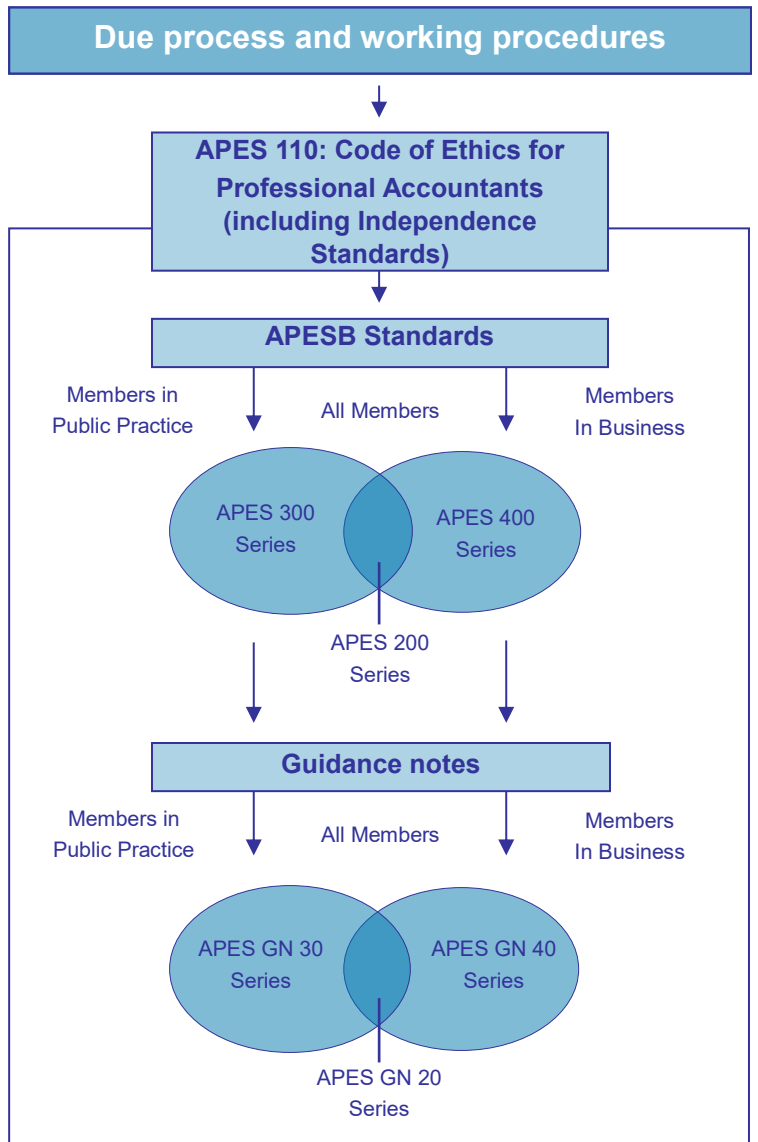 Due process and working procedures
APES 110: Code of Ethics for
Professional Accountants
(including Independence
Standards)
APESB Standards
Members in
Public Practice
All Members
Members
In Business
APES 300
Series
APES 400
Series
APES 200
Series
Guidance notes
Members in
Public Practice
All Members
Members
In Business
APES GN 30
Series
APES GN 40
Series
APES GN 20
Series